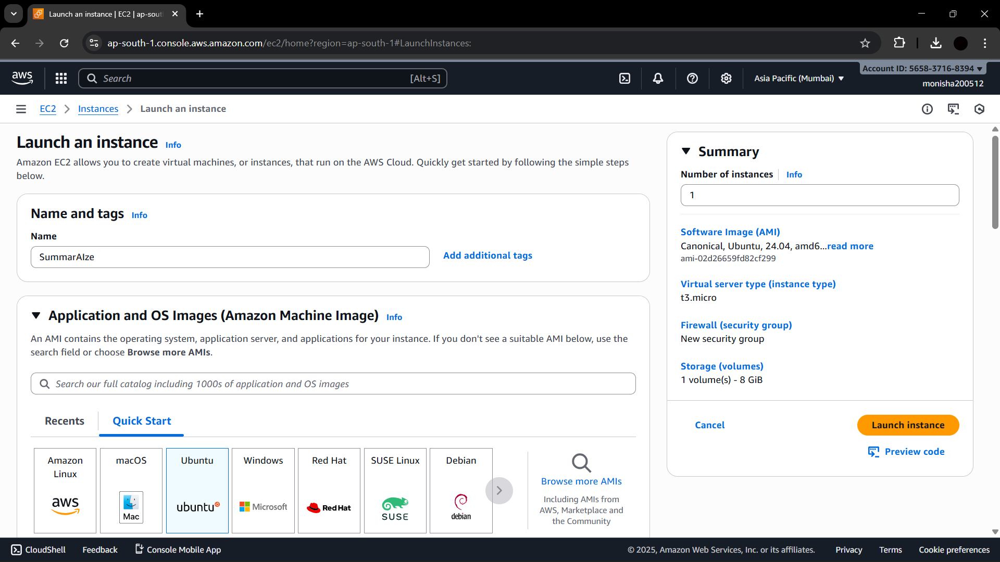 Launch an instance | EC2 | ap-sout
ap-south-1.console.aws.amazon.com/ec2/home?region=ap-south-1#LaunchInstances:
aws
Search
[Alt+S]
Asia Pacific (Mumbai)
Account ID: 5658-3716-8394
monisha200512
EC2
Instances
Launch an instance
Launch an instance Info
Amazon EC2 allows you to create virtual machines, or instances, that run on the AWS Cloud. Quickly get started by following the simple steps
below.
Name and tags Info
Name
SummarAIze
Add additional tags
Application and OS Images (Amazon Machine Image) Info
An AMI contains the operating system, application server, and applications for your instance. If you don't see a suitable AMI below, use the
search field or choose Browse more AMIs.
Search our full catalog including 1000s of application and OS images
Recents
Quick Start
Amazon
Linux
aws
macOS
Mac
Ubuntu
ubuntu
Windows
Microsoft
Red Hat
Red Hat
SUSE Linux
SUSE
Debian
debian
Browse more AMIs
Including AMIs from
AWS, Marketplace and
the Community
Summary
Number of instances Info
1
Software Image (AMI)
Canonical, Ubuntu, 24.04, amd6...read more
ami-02d26659fd82cf299
Virtual server type (instance type)
t3.micro
Firewall (security group)
New security group
Storage (volumes)
1 volume(s) - 8 GiB
Cancel
Launch instance
Preview code
CloudShell
Feedback
Console Mobile App
© 2025, Amazon Web Services, Inc. or its affiliates.
Privacy
Terms
Cookie preferences